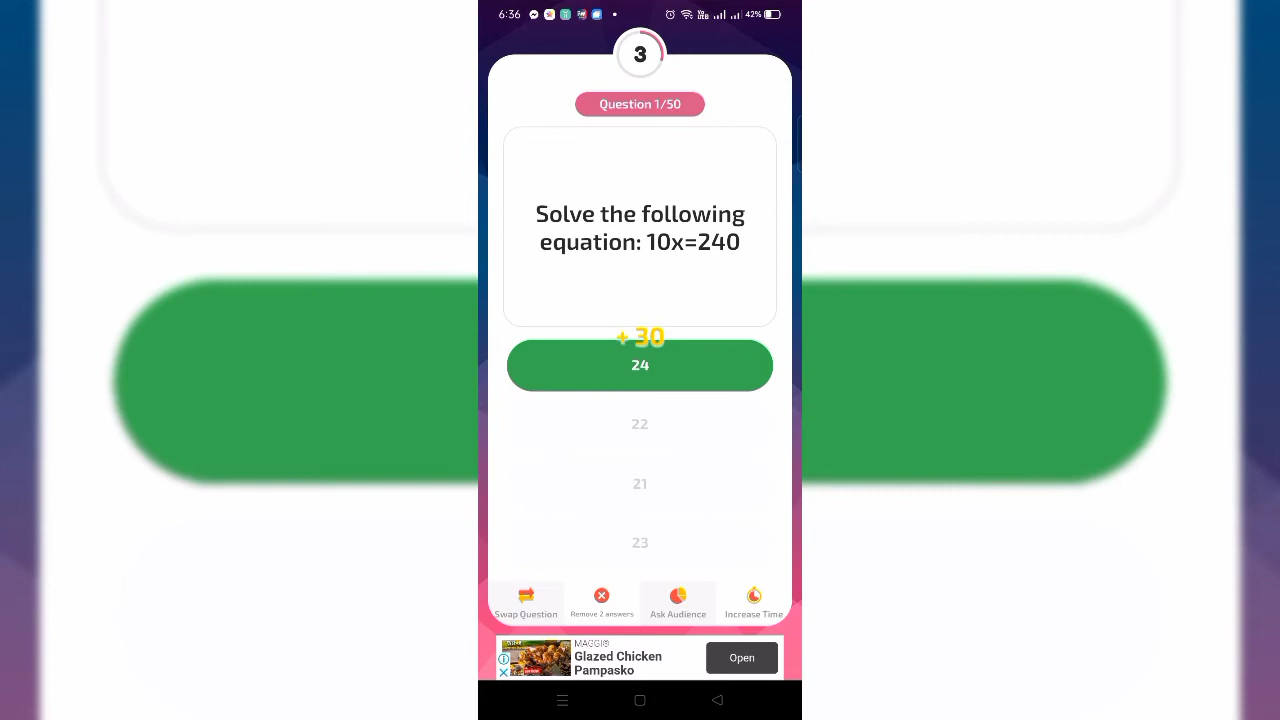 6:36
42%
3
Question 1/50
Solve the following
equation: 10x=240
+ 30
24
22
21
23
Swap Question
Remove 2 answers
Ask Audience
Increase Time
MAGGI®
Glazed Chicken
Pampasko
Open